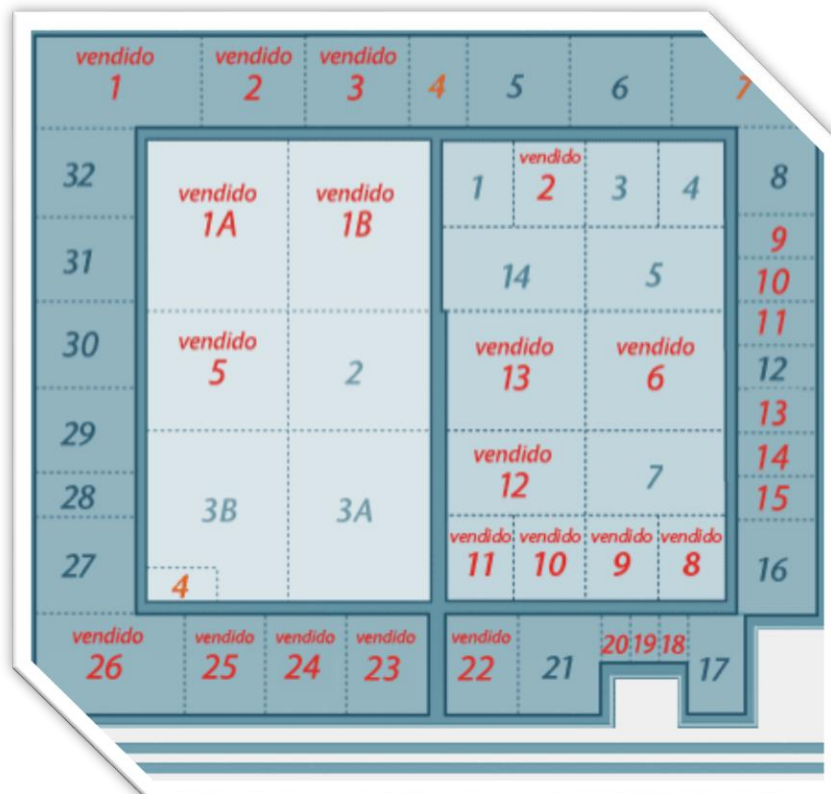 vendido vendido vendido
1 2 3 4 5 6 7
32
31
30
29
28
27
vendido vendido
1A 1B
vendido
5 2
3B 3A
4
vendido
1 2 3 4
14 5
vendido vendido
13 6
vendido
12 7
vendido vendido vendido vendido
11 10 9 8
8
9
10
11
12
13
14
15
16
vendido vendido vendido vendido vendido
26 25 24 23 22 21 20 19 18 17